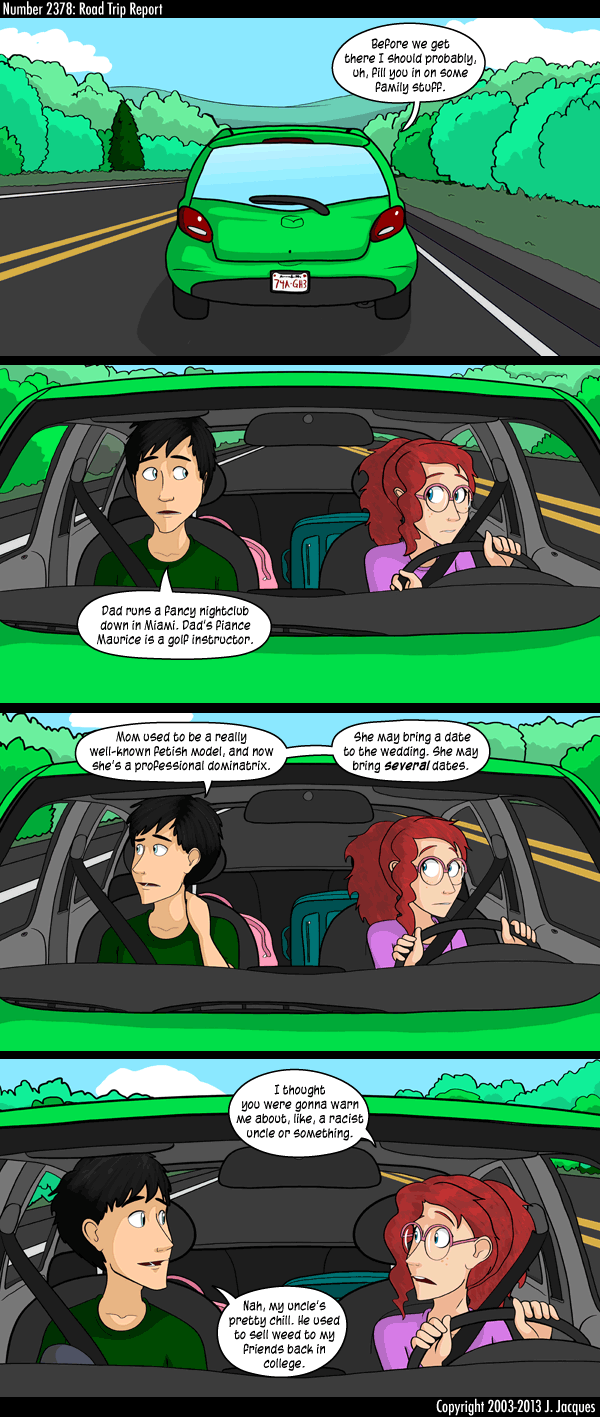 Number 2378: Road Trip Report
Before we get
there I should probably,
uh, fill you in on some
family stuff.
74A-GH3
Dad runs a fancy nightclub
down in Miami. Dad's fiance
Maurice is a golf instructor.
Mom used to be a really
well-known fetish model, and now
she's a professional dominatrix.
She may bring a date
to the wedding. She may
bring several dates.
I thought
you were gonna warn
me about, like, a racist
uncle or something.
Nah, my uncle's
pretty chill. He used
to sell weed to my
friends back in
college.
Copyright 2003-2013 J. Jacques